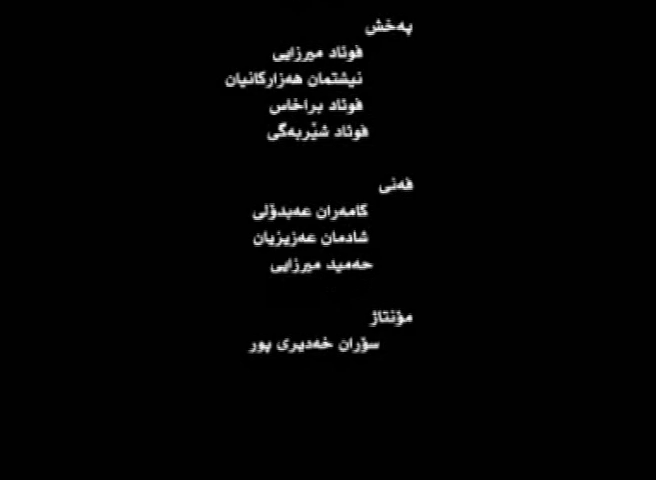 پەخش
فوئاد میرزایی
نیشتمان هەزارگانیان
فوئاد براخاس
فوئاد شێربەگی
فەنی
کامەران عەبدۆلی
شادمان عەزیزیان
حەمید میرزایی
مۆنتاژ
سۆران خەدیری پور